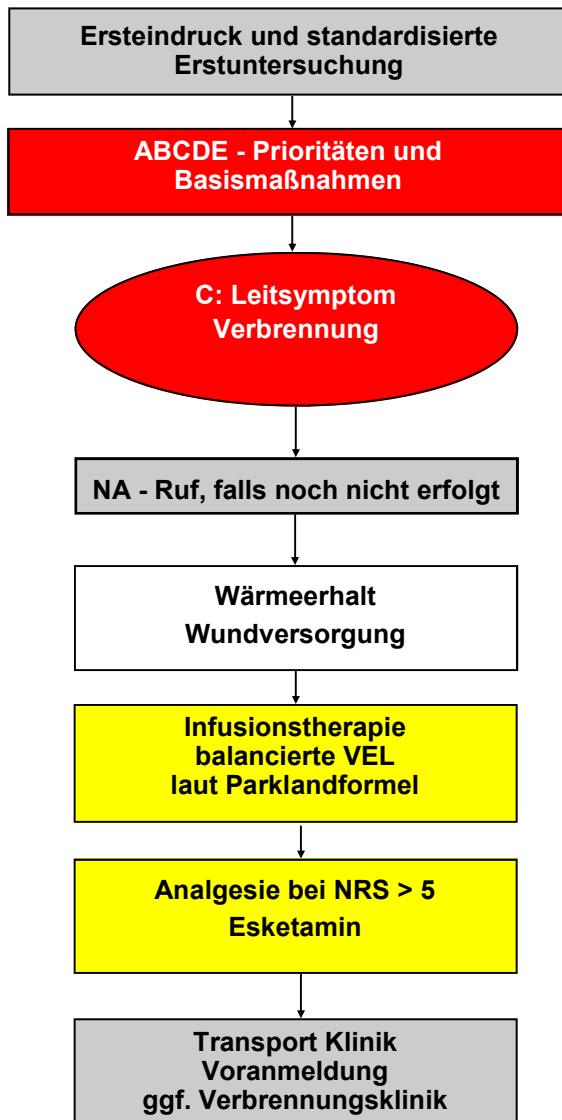 Ersteindruck und standardisierte
Erstuntersuchung
ABCDE - Prioritäten und
Basismaßnahmen
C: Leitsymptom
Verbrennung
NA - Ruf, falls noch nicht erfolgt
Wärmeerhalt
Wundversorgung
Infusionstherapie
balancierte VEL
laut Parklandformel
Analgesie bei NRS > 5
Esketamin
Transport Klinik
Voranmeldung
ggf. Verbrennungsklinik